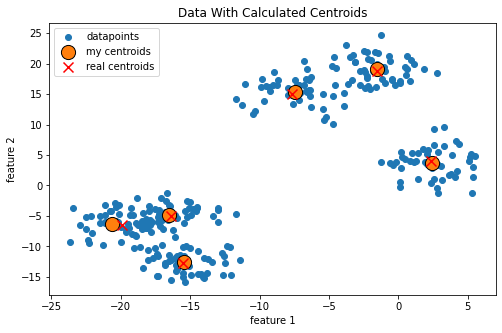 Data With Calculated Centroids
datapoints
my centroids
real centroids
25
20
15
10
5
0
−5
−10
−15
feature 2
−25 −20 −15 −10 −5 0 5
feature 1